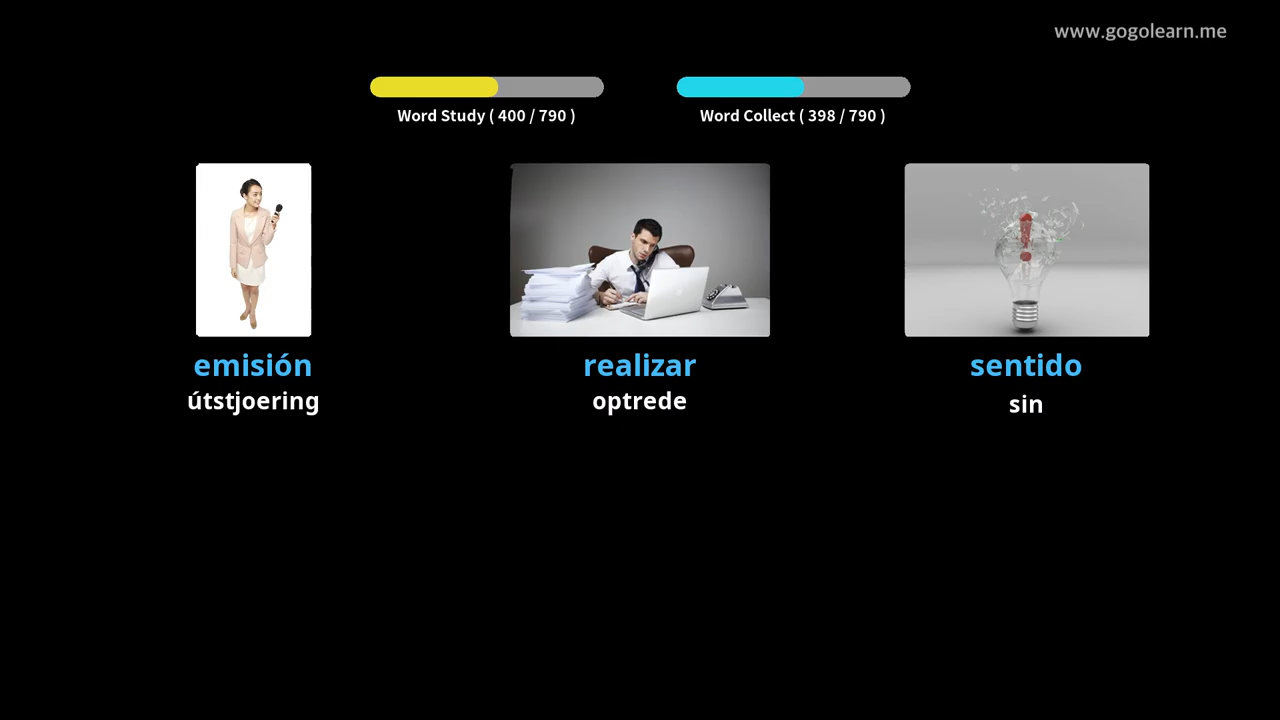 www.gogolearn.me
Word Study ( 400 / 790 )
Word Collect ( 398 / 790 )
emisión
útstjoering
realizar
optrede
sentido
sin